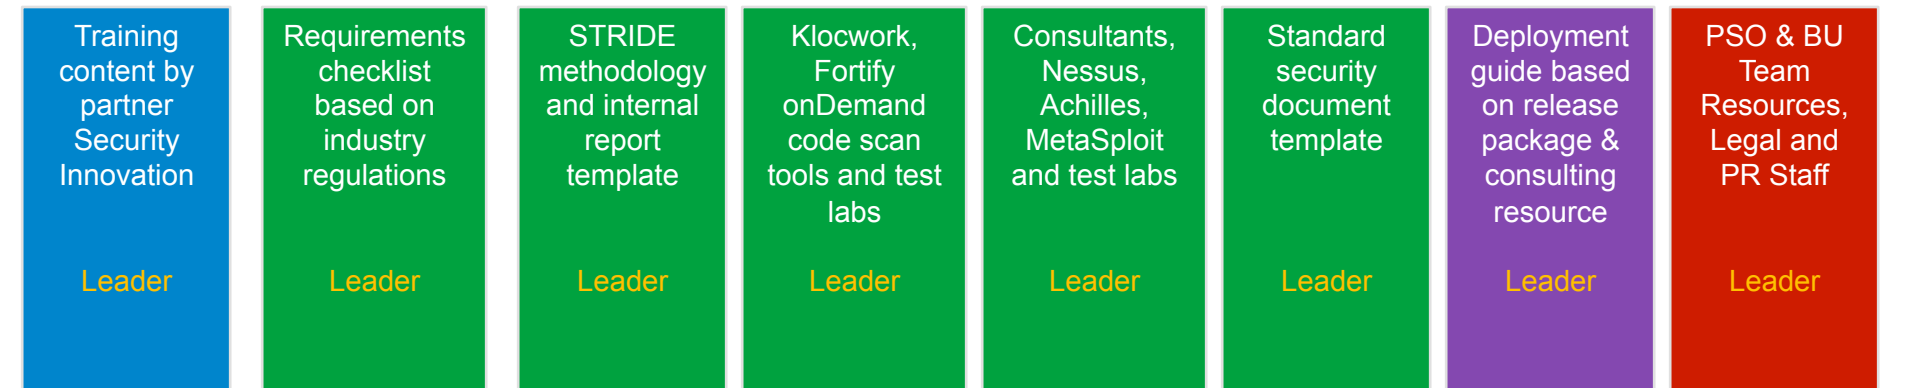 Training
content by
partner
Security
Innovation
Leader
Requirements
checklist
based on
industry
regulations
Leader
STRIDE
methodology
and internal
report
template
Leader
Klocwork,
Fortify
onDemand
code scan
tools and test
labs
Leader
Consultants,
Nessus,
Achilles,
MetaSploit
and test labs
Leader
Standard
security
document
template
Leader
Deployment
guide based
on release
package &
consulting
resource
Leader
PSO & BU
Team
Resources,
Legal and
PR Staff
Leader